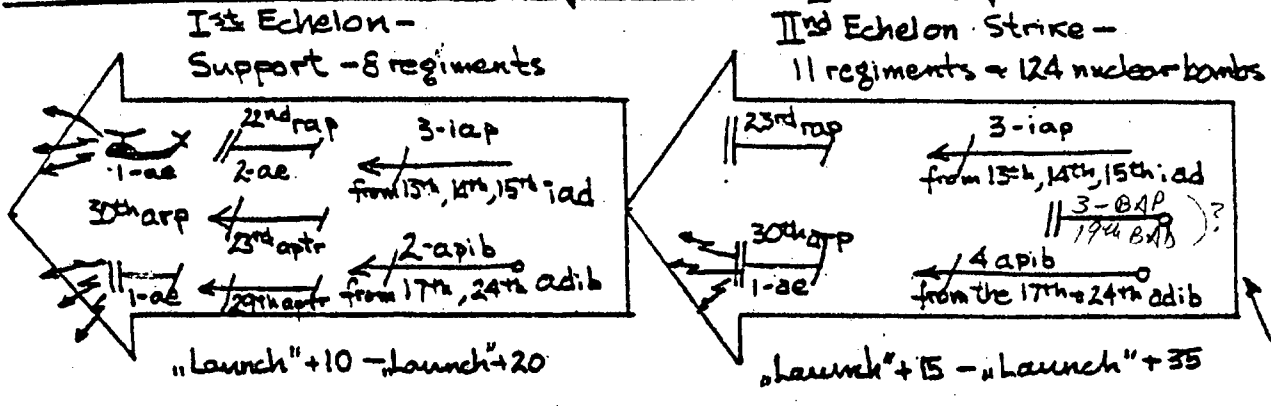 Ist Echelon -
Support - 8 regiments
22nd rap
3-iap
1-ae
2-ae
from 13th, 14th, 15th iad
30th arp
23rd aptr
2-apib
1-ae
29th aptr
from 17th, 24th adib
"Launch"+10 - "Launch"+20
IInd Echelon Strike -
11 regiments + 124 nuclear bombs
23rd rap
3-iap
from 13th, 14th, 15th iad
3-BAP
19th BAD
)?
30th arp
4 apib
1-ae
from the 17th + 24th adib
"Launch"+15 - "Launch"+35